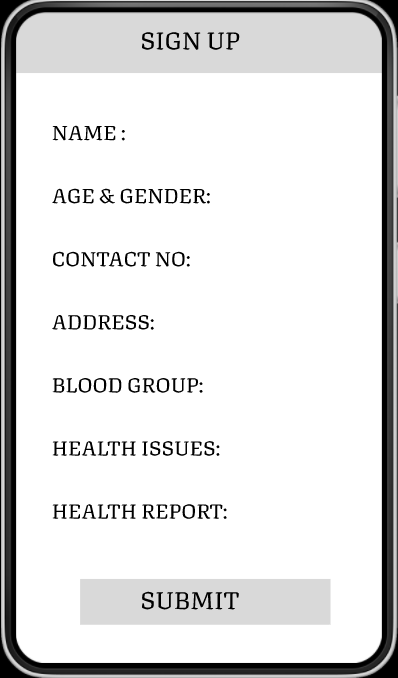 SIGN UP
NAME :
AGE & GENDER:
CONTACT NO:
ADDRESS:
BLOOD GROUP:
HEALTH ISSUES:
HEALTH REPORT:
SUBMIT